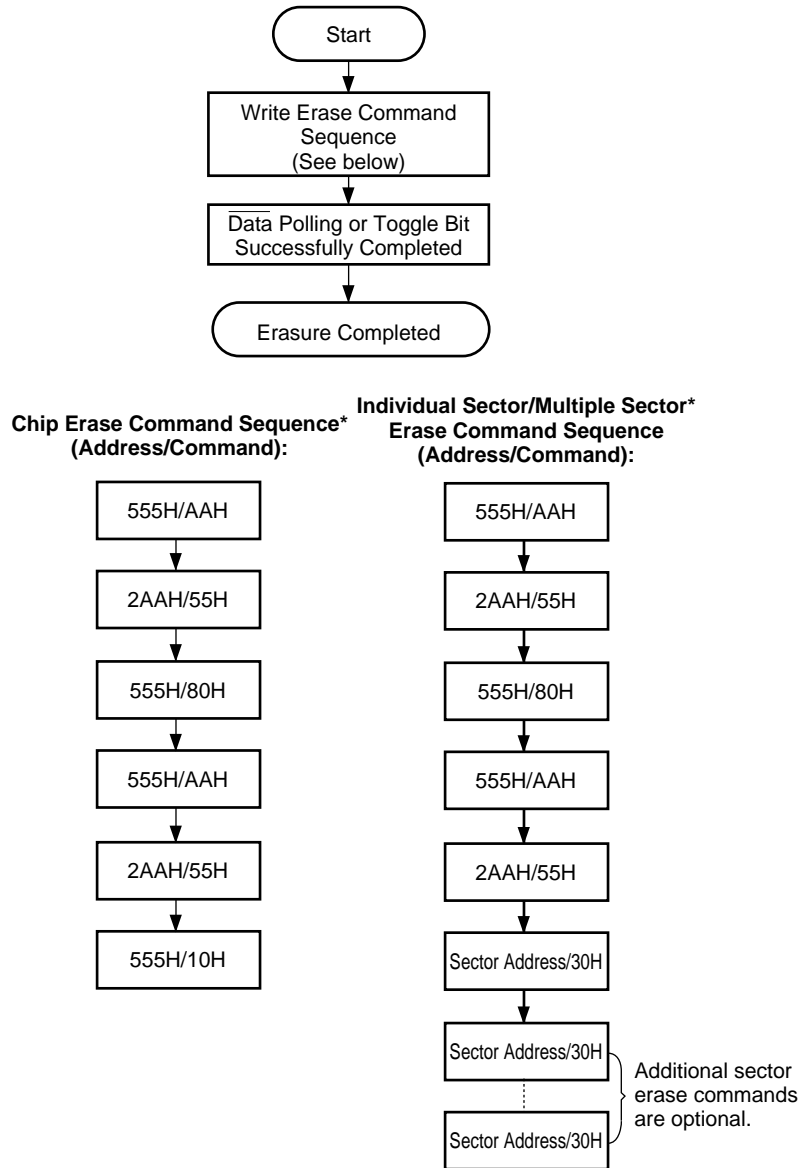 Start
Write Erase Command
Sequence
(See below)
Data Polling or Toggle Bit
Successfully Completed
Erasure Completed
Chip Erase Command Sequence*
(Address/Command):
555H/AAH
2AAH/55H
555H/80H
555H/AAH
2AAH/55H
555H/10H
Individual Sector/Multiple Sector*
Erase Command Sequence
(Address/Command):
555H/AAH
2AAH/55H
555H/80H
555H/AAH
2AAH/55H
Sector Address/30H
Sector Address/30H
Sector Address/30H
Additional sector
erase commands
are optional.